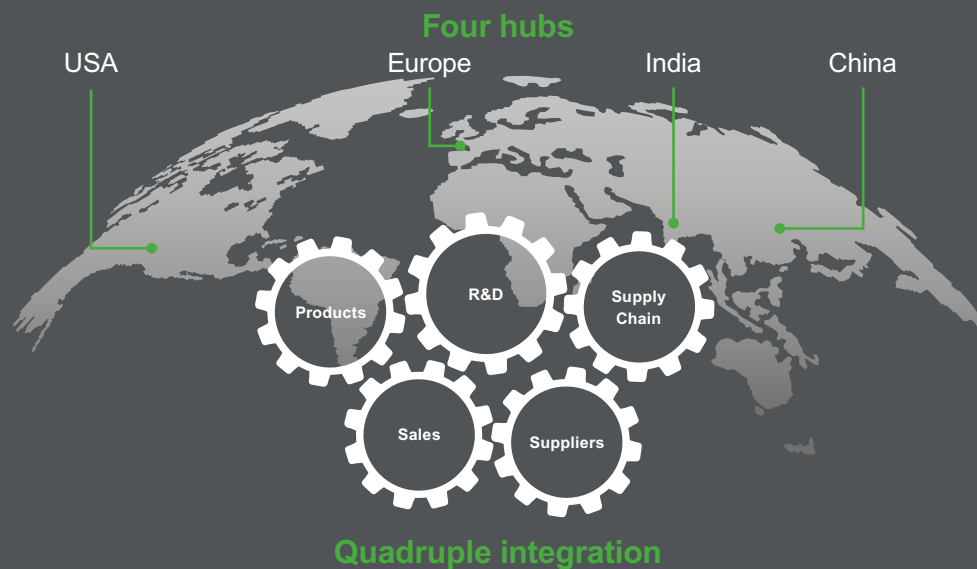 Four hubs
USA
Europe
India
China
Products
R&D
Supply
Chain
Sales
Suppliers
Quadruple integration